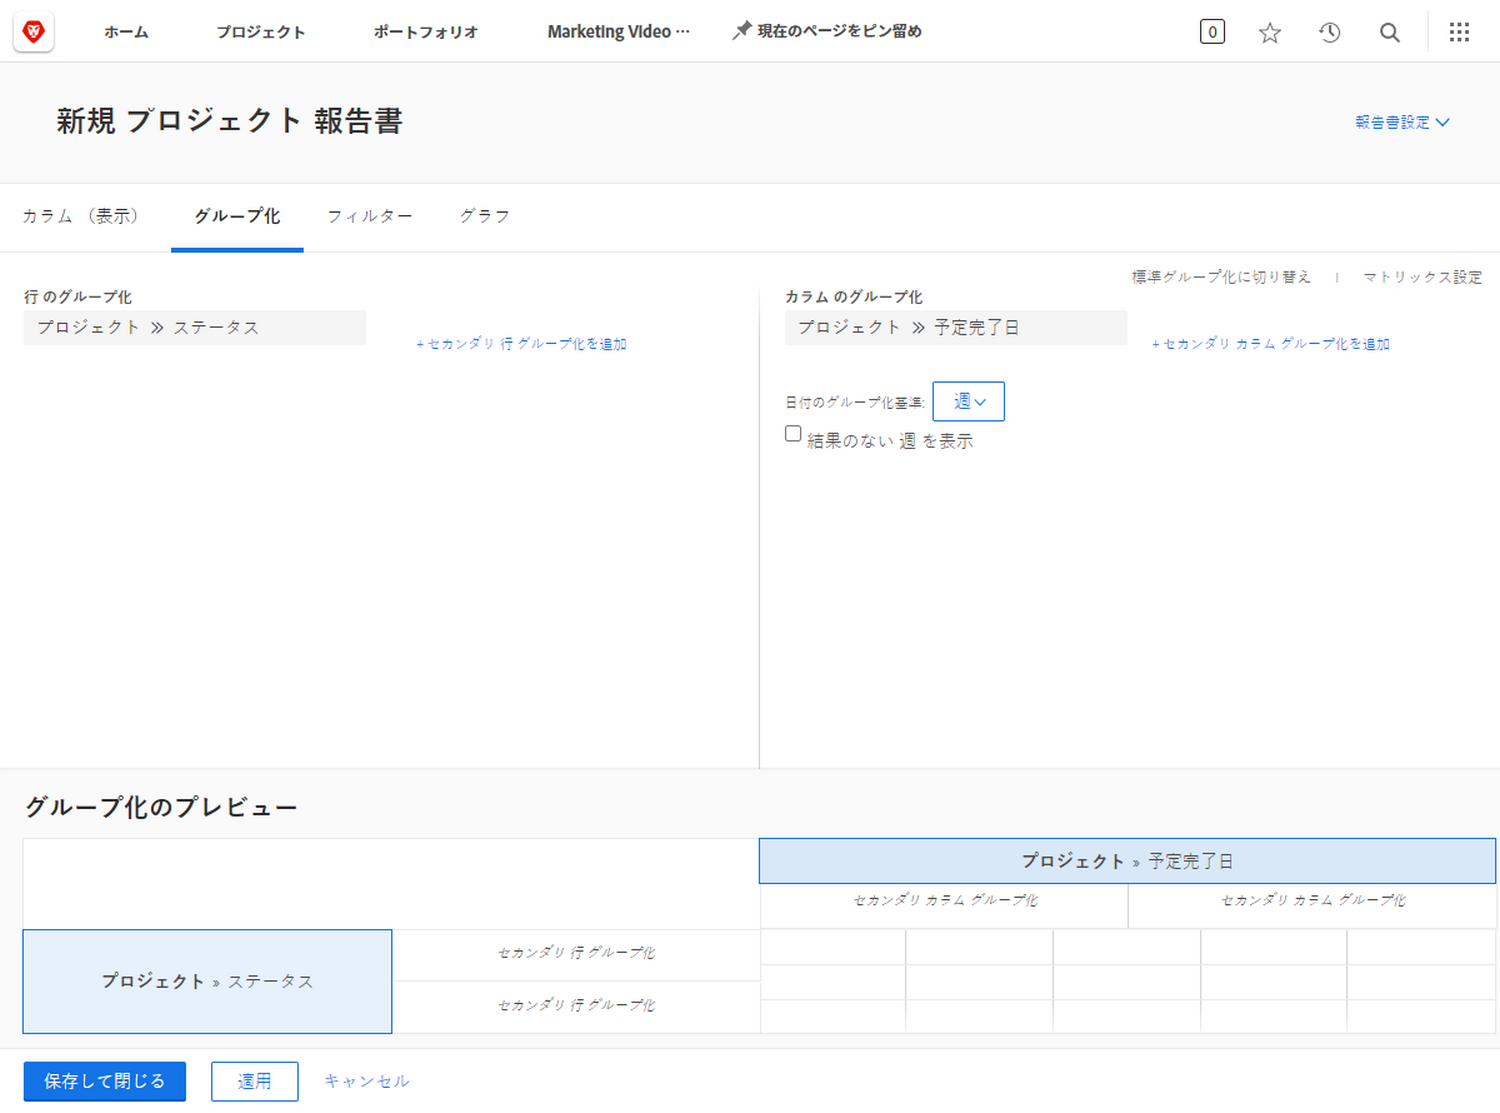 ホーム プロジェクト ポートフォリオ Marketing Video ··· 現在のページをピン留め 0
新規 プロジェクト 報告書 報告書設定
カラム （表示） グループ化 フィルター グラフ
標準グループ化に切り替え | マトリックス設定
行 のグループ化 カラム のグループ化
プロジェクト » ステータス プロジェクト » 予定完了日
+ セカンダリ 行 グループ化を追加 + セカンダリ カラム グループ化を追加
日付のグループ化基準: 週
結果のない 週 を表示
グループ化のプレビュー
プロジェクト » 予定完了日
セカンダリ カラム グループ化 セカンダリ カラム グループ化
セカンダリ 行 グループ化
プロジェクト » ステータス
セカンダリ 行 グループ化
保存して閉じる 適用 キャンセル